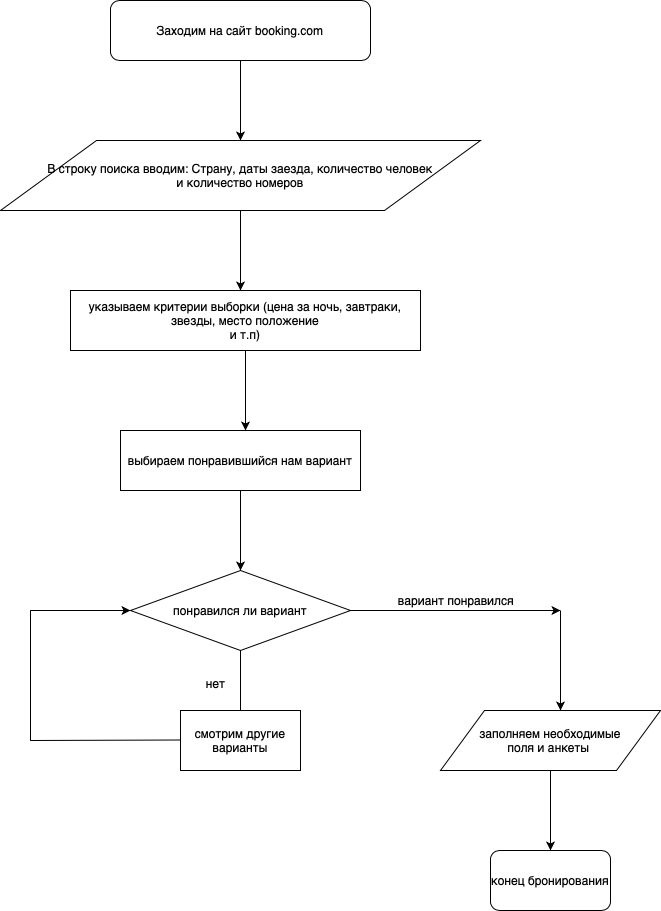 Заходим на сайт booking.com
В строку поиска вводим: Страну, даты заезда, количество человек
и количество номеров
указываем критерии выборки (цена за ночь, завтраки,
звезды, место положение
и т.п)
выбираем понравившийся нам вариант
понравился ли вариант
вариант понравился
нет
смотрим другие
варианты
заполняем необходимые
поля и анкеты
конец бронирования